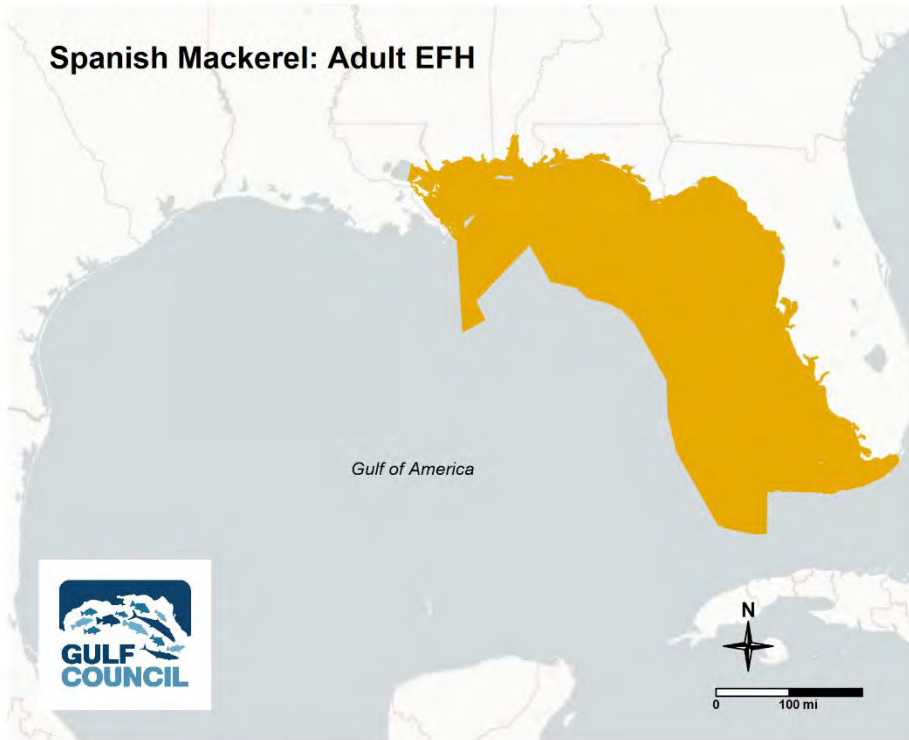 Spanish Mackerel: Adult EFH
Gulf of America
GULF
COUNCIL
N
0 100 mi